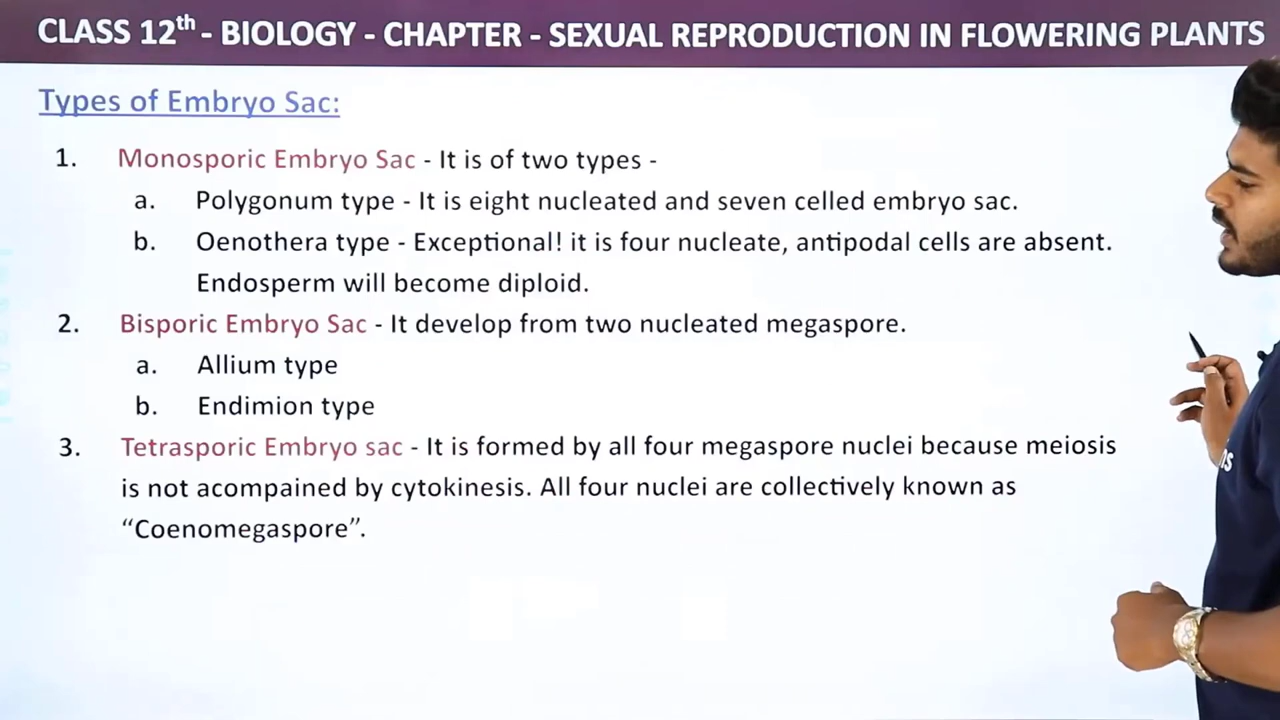 CLASS 12th - BIOLOGY - CHAPTER - SEXUAL REPRODUCTION IN FLOWERING PLANTS
Types of Embryo Sac:
1. Monosporic Embryo Sac - It is of two types -
a. Polygonum type - It is eight nucleated and seven celled embryo sac.
b. Oenothera type - Exceptional! it is four nucleate, antipodal cells are absent.
Endosperm will become diploid.
2. Bisporic Embryo Sac - It develop from two nucleated megaspore.
a. Allium type
b. Endimion type
3. Tetrasporic Embryo sac - It is formed by all four megaspore nuclei because meiosis
is not acompained by cytokinesis. All four nuclei are collectively known as
“Coenomegaspore”.